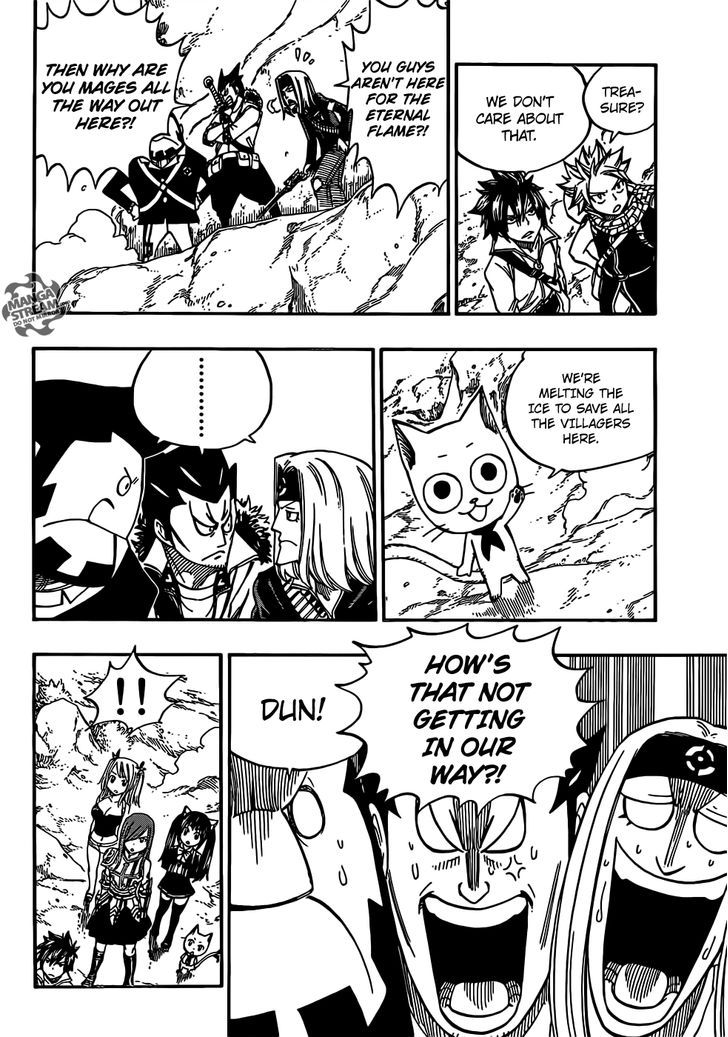 TREA-
SURE?
WE DON'T
CARE ABOUT
THAT.
YOU GUYS
AREN'T HERE
FOR THE
ETERNAL
FLAME?!
THEN WHY ARE
YOU MAGES ALL
THE WAY OUT
HERE?!
MANGA
STREAM
DO NOT MIRROR
WE'RE
MELTING THE
ICE TO SAVE ALL
THE VILLAGERS
HERE.
........
HOW'S
THAT NOT
GETTING
IN OUR
WAY?!
DUN!
!!